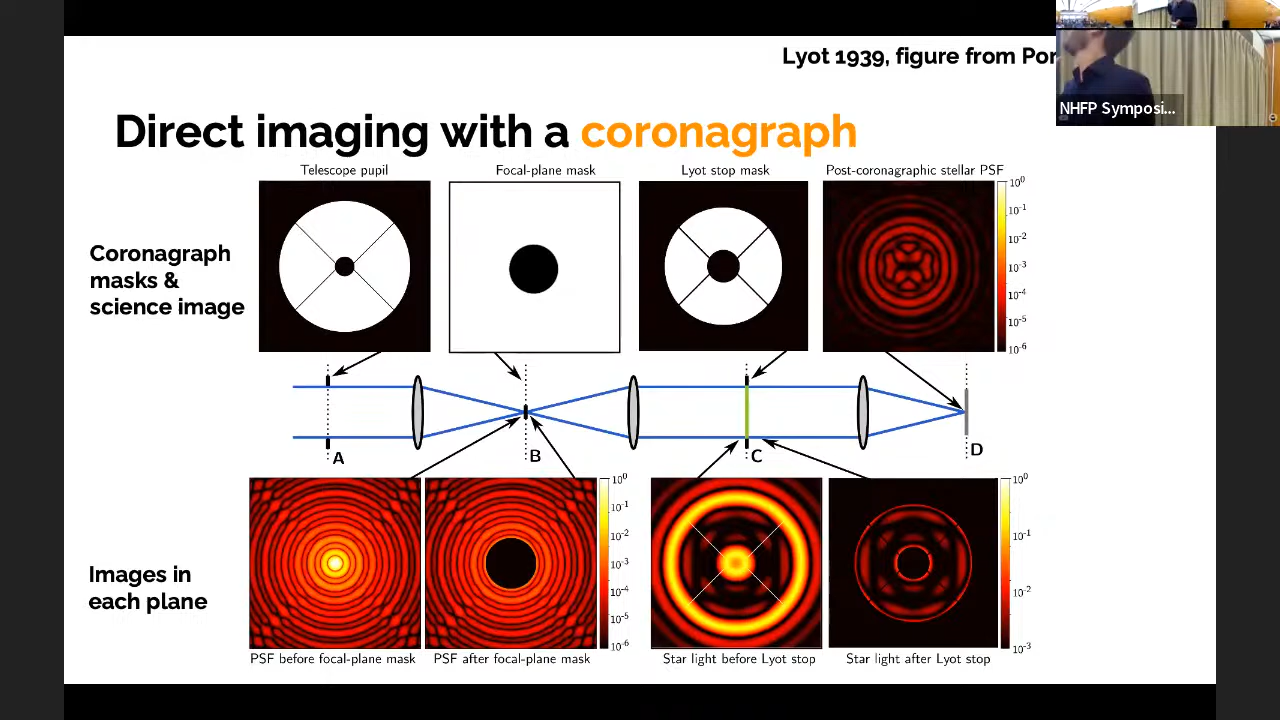 Lyot 1939, figure from Por
NHFP Symposi...
Direct imaging with a coronagraph
Telescope pupil
Focal-plane mask
Lyot stop mask
Post-coronagraphic stellar PSF
Coronagraph
masks &
science image
10⁰
10⁻¹
10⁻²
10⁻³
10⁻⁴
10⁻⁵
10⁻⁶
A
B
C
D
Images in
each plane
10⁰
10⁻¹
10⁻²
10⁻³
10⁻⁴
10⁻⁵
10⁻⁶
10⁰
10⁻¹
10⁻²
10⁻³
PSF before focal-plane mask
PSF after focal-plane mask
Star light before Lyot stop
Star light after Lyot stop